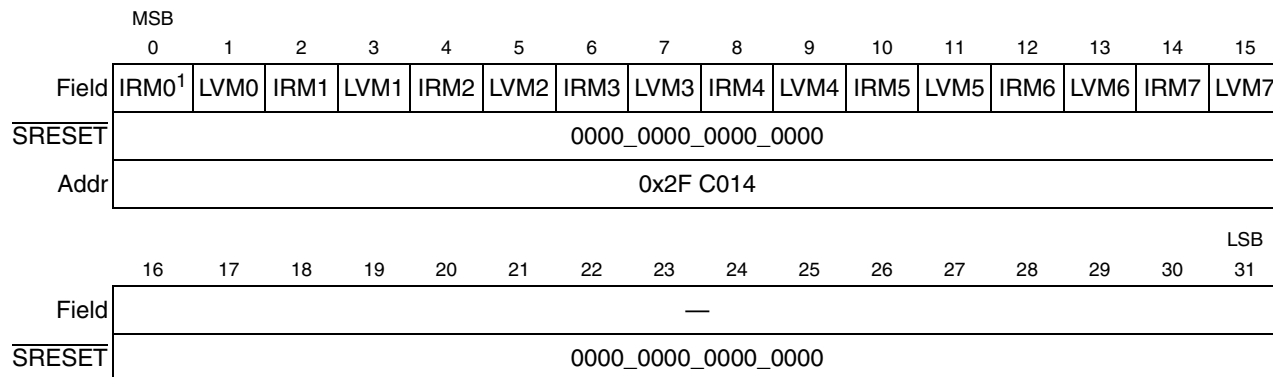 MSB
0 1 2 3 4 5 6 7 8 9 10 11 12 13 14 15
Field IRM0¹ LVM0 IRM1 LVM1 IRM2 LVM2 IRM3 LVM3 IRM4 LVM4 IRM5 LVM5 IRM6 LVM6 IRM7 LVM7
SRESET 0000_0000_0000_0000
Addr 0x2F C014
LSB
16 17 18 19 20 21 22 23 24 25 26 27 28 29 30 31
Field —
SRESET 0000_0000_0000_0000